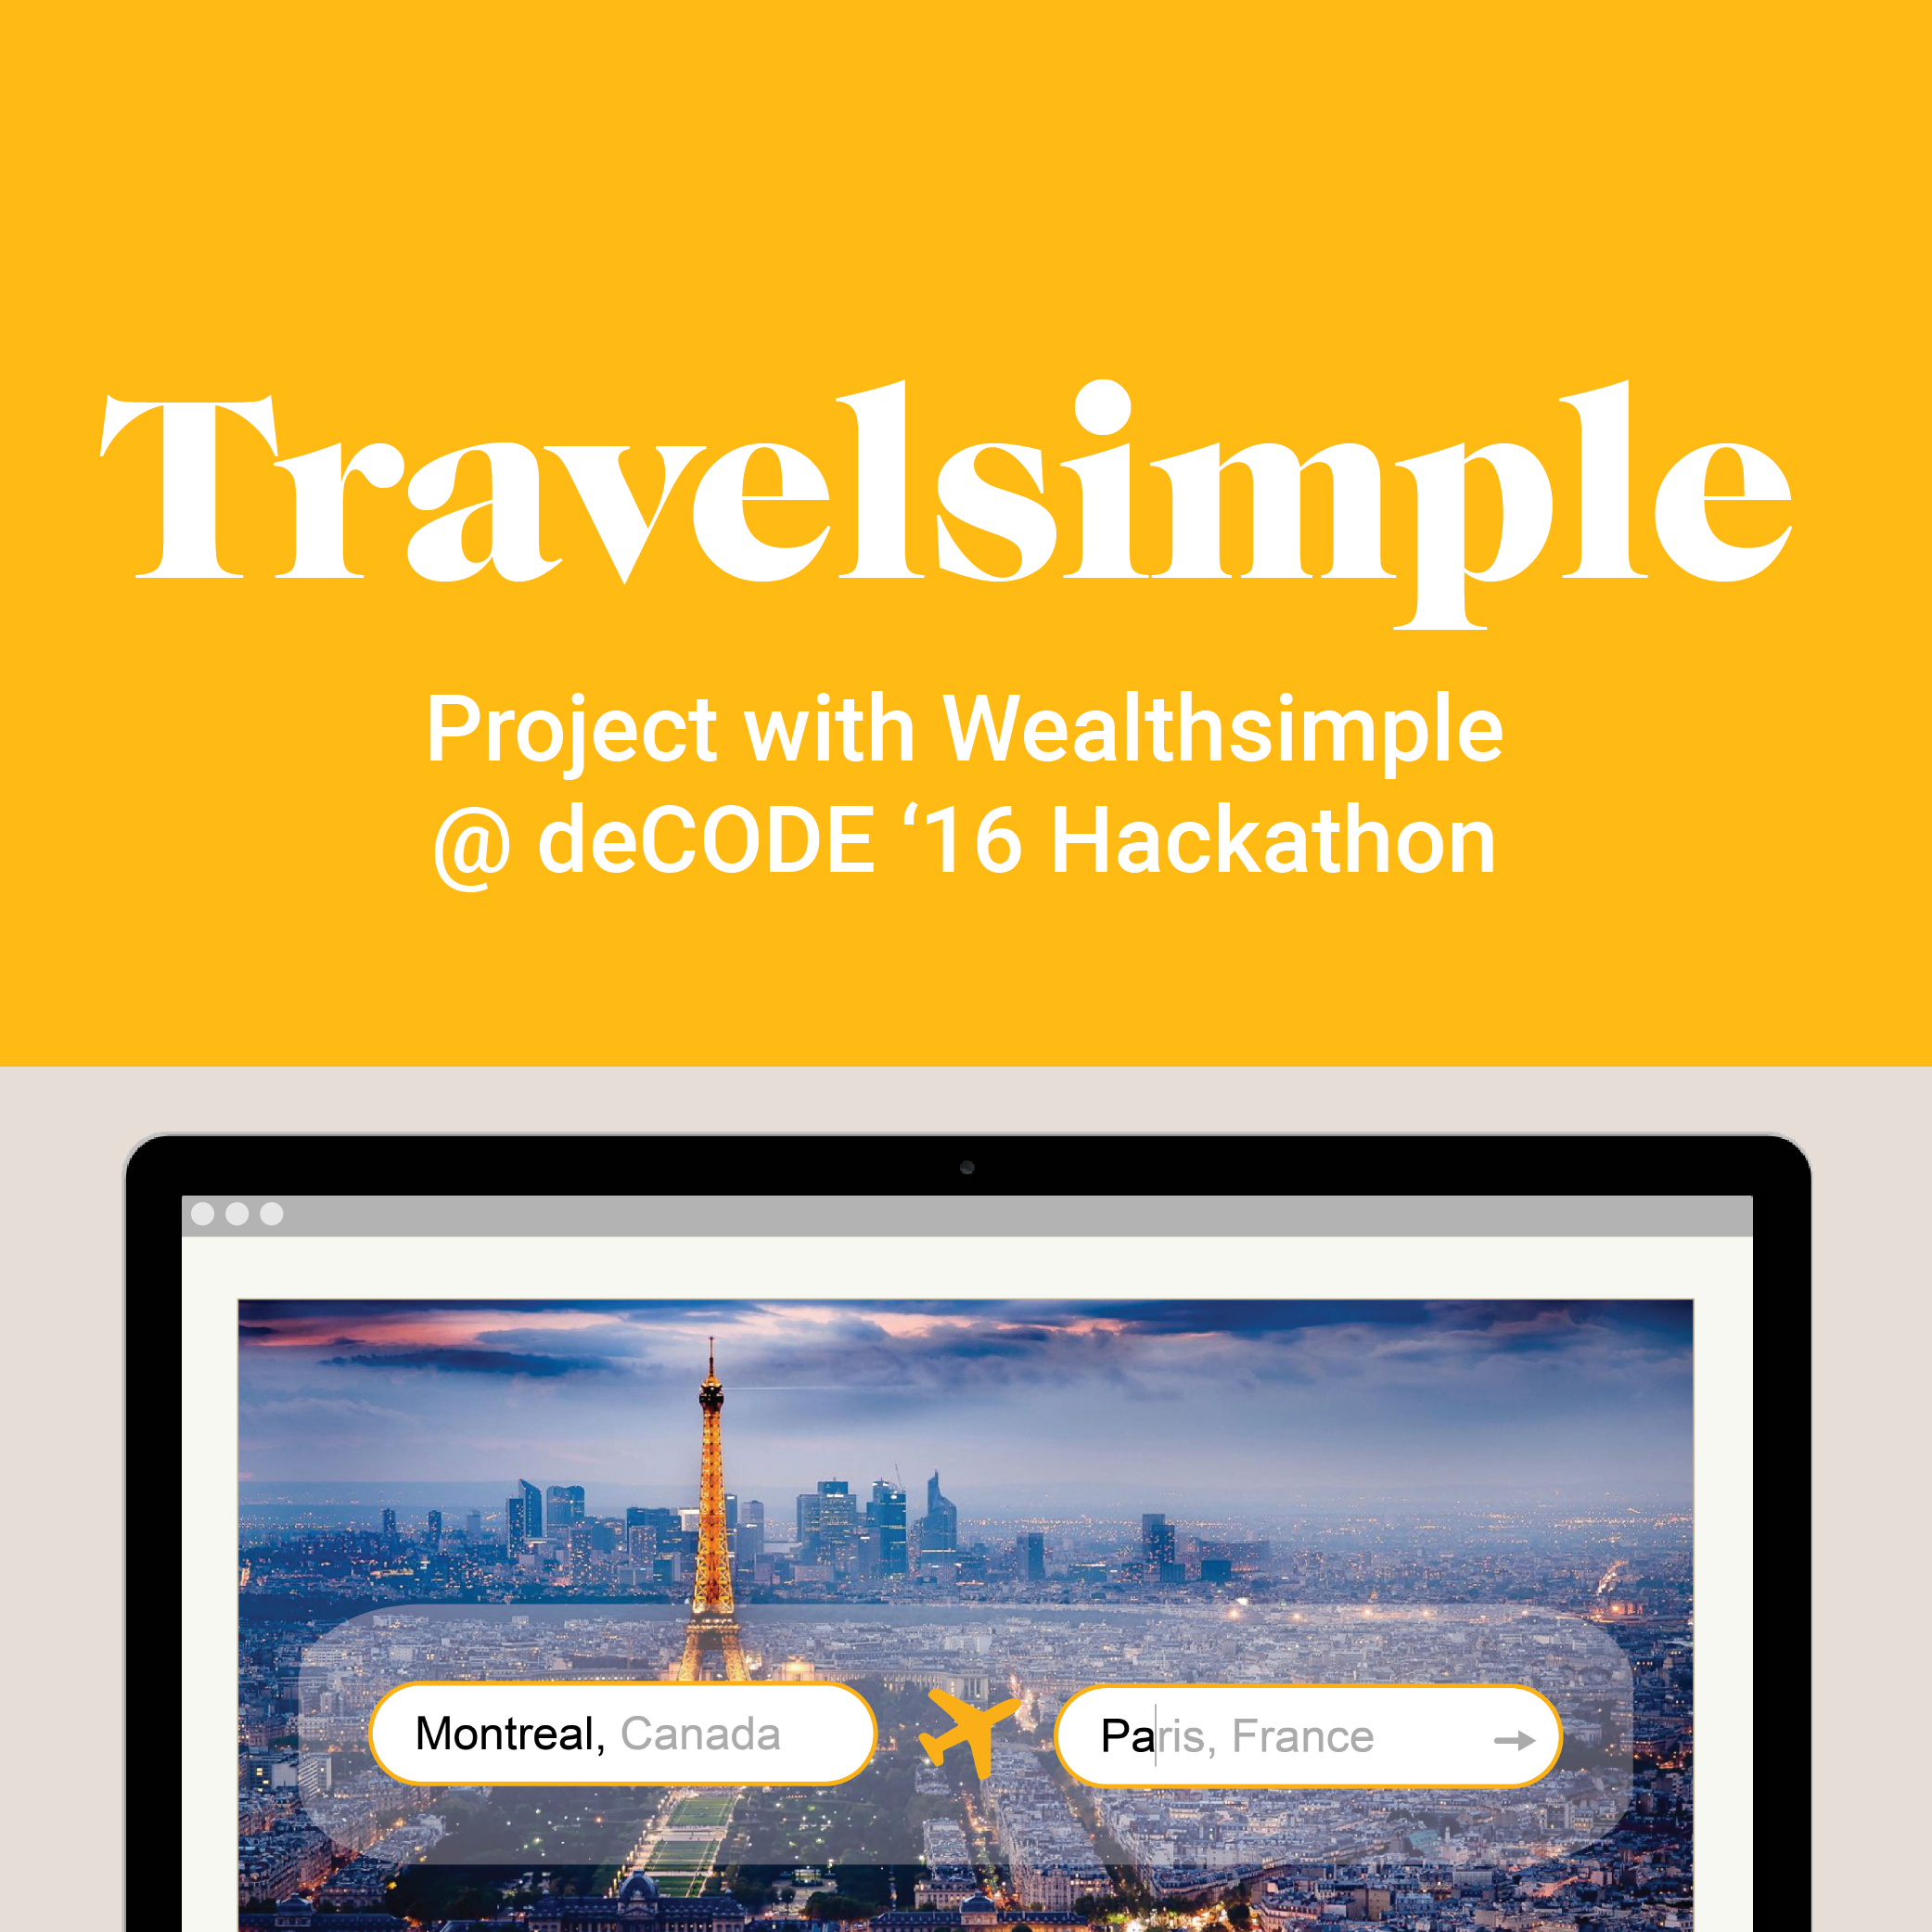 Travelsimple
Project with Wealthsimple
@ deCODE ‘16 Hackathon
Montreal, Canada
Paris, France